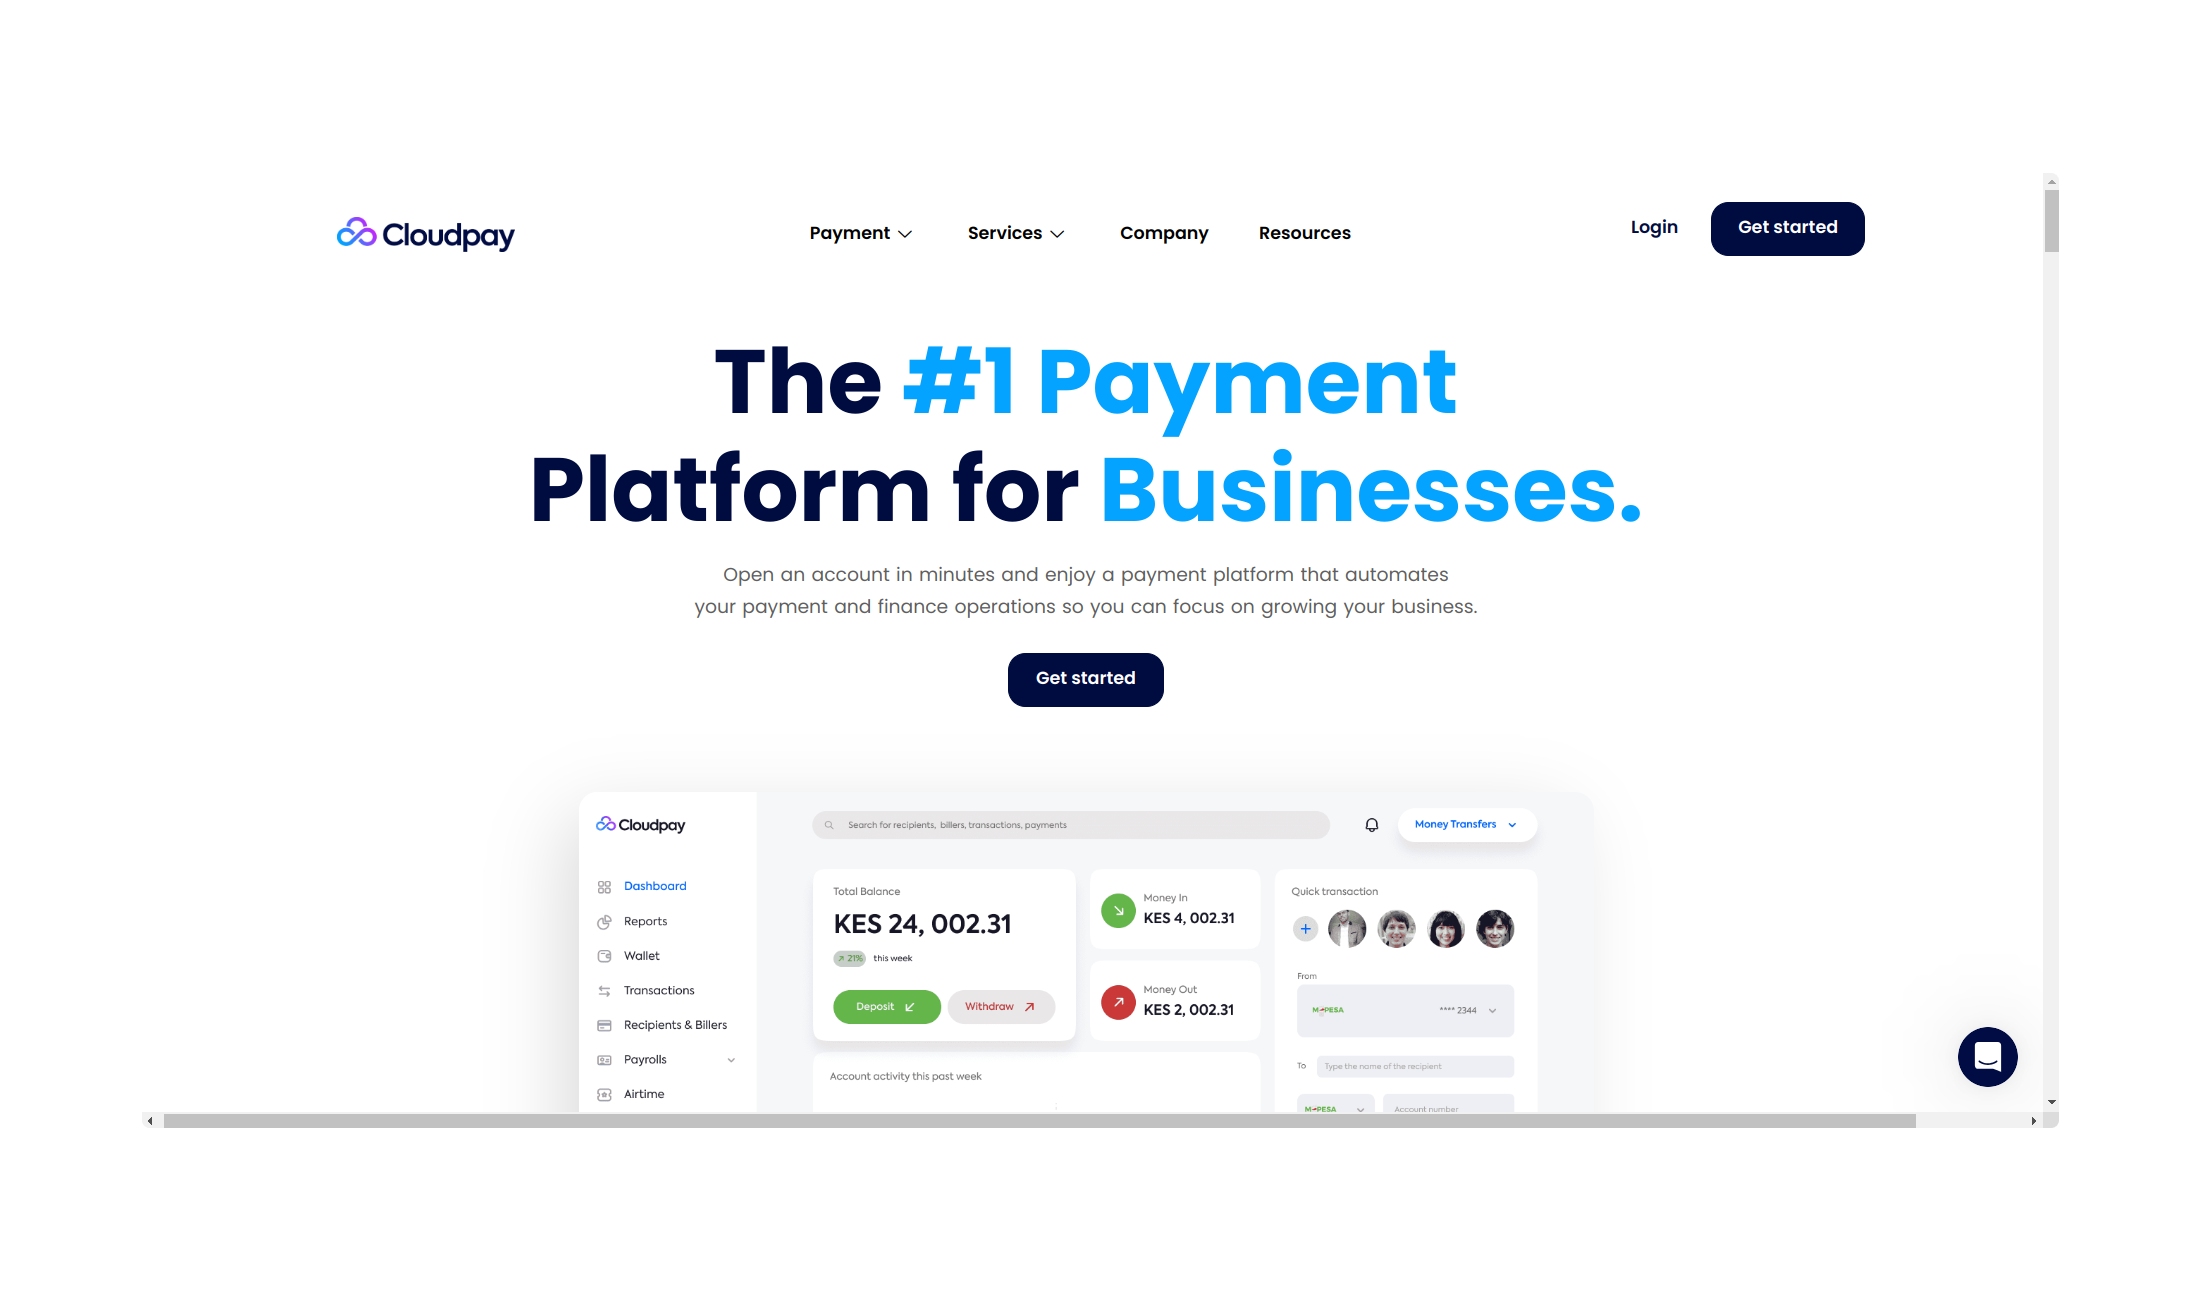 Cloudpay
Payment
Services
Company
Resources
Login
Get started
The #1 Payment
Platform for Businesses.
Open an account in minutes and enjoy a payment platform that automates
your payment and finance operations so you can focus on growing your business.
Get started
Cloudpay
Search for recipients, billers, transactions, payments
Money Transfers
Dashboard
Reports
Wallet
Transactions
Recipients & Billers
Payrolls
Airtime
Total Balance
KES 24, 002.31
21% this week
Deposit
Withdraw
Money In
KES 4, 002.31
Money Out
KES 2, 002.31
Account activity this past week
Quick transaction
From
M-PESA
**** 2344
To
Type the name of the recipient
M-PESA
Account number